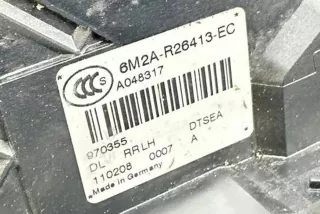 CCC S
6M2A-R26413-EC
A048317
970355
DL RRLH DTSEA
110208 0007 A
Made in Germany